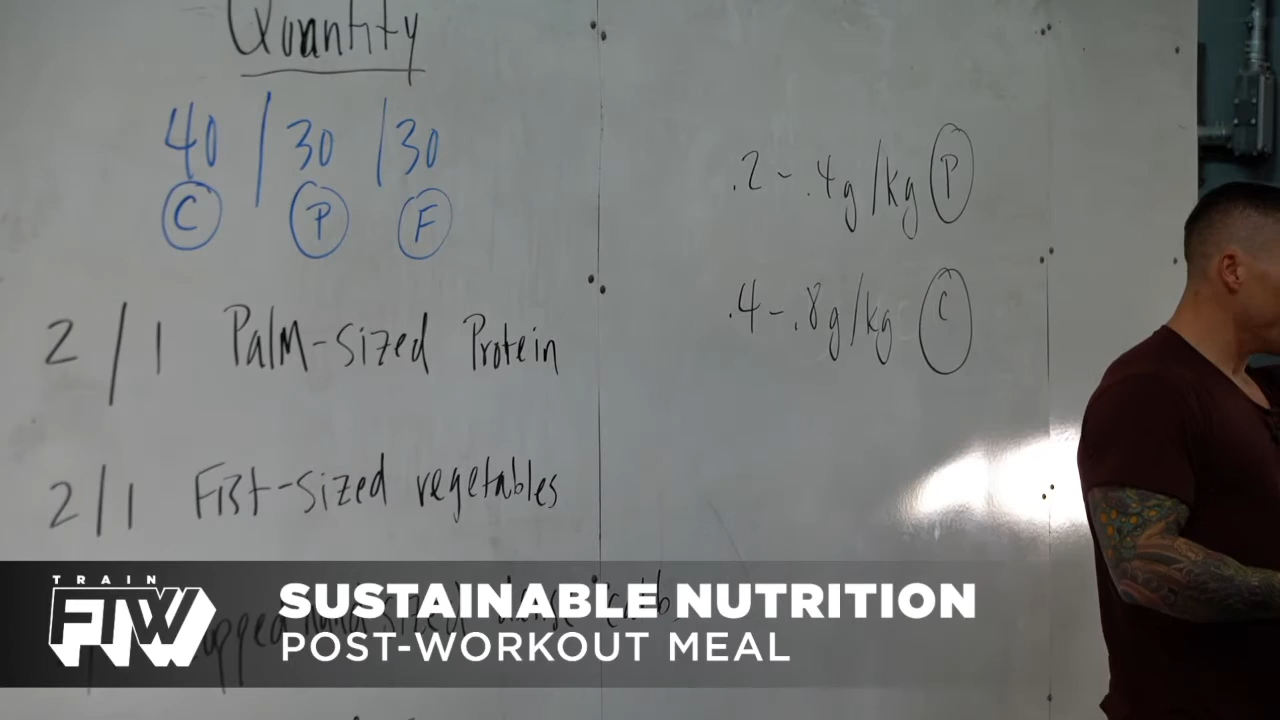 Quantity
40 / 30 / 30
C P F
2/1 Palm-sized Protein
2/1 Fist-sized vegetables
.2 - .4g/kg P
.4 - .8g/kg C
TRAIN
FTW
SUSTAINABLE NUTRITION
POST-WORKOUT MEAL